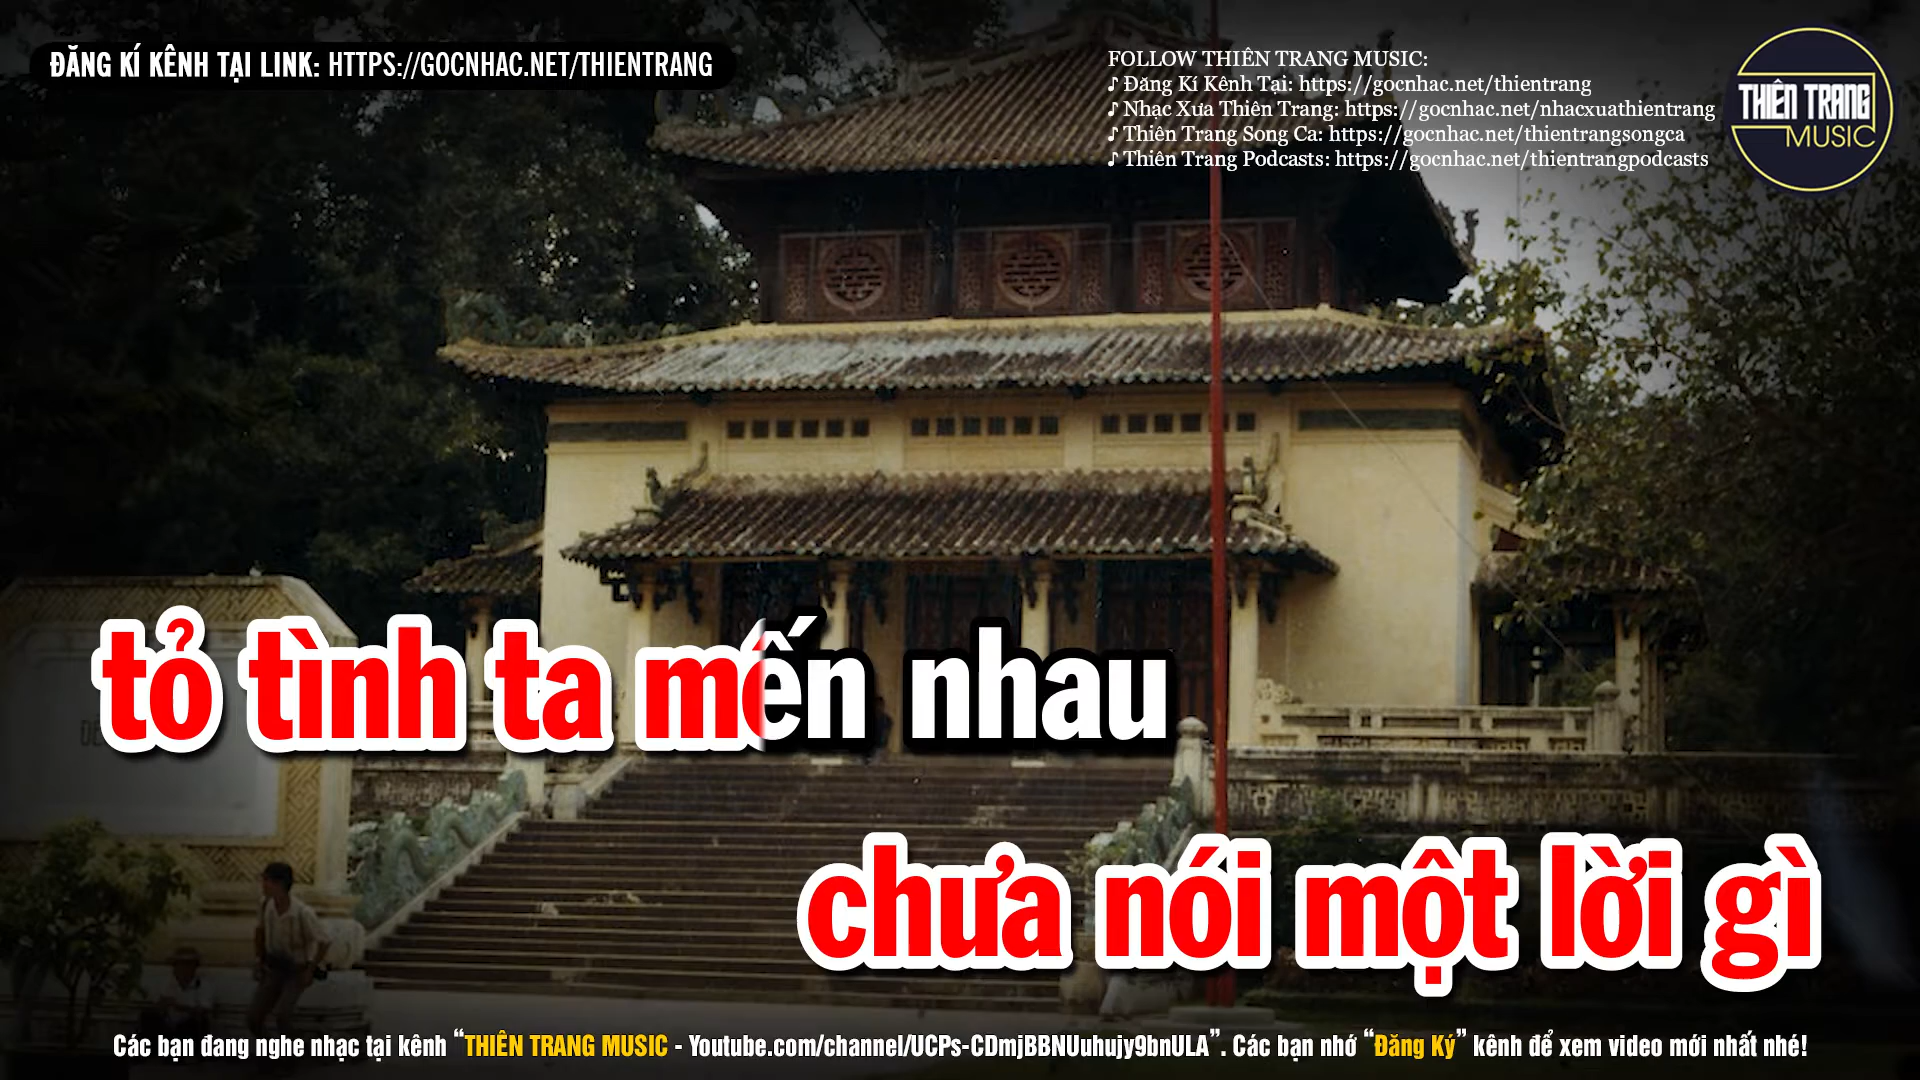 ĐĂNG KÍ KÊNH TẠI LINK: HTTPS://GOCNHAC.NET/THIENTRANG
FOLLOW THIÊN TRANG MUSIC:
♪ Đăng Kí Kênh Tại: https://gocnhac.net/thientrang
♪ Nhạc Xưa Thiên Trang: https://gocnhac.net/nhacxuathientrang
♪ Thiên Trang Song Ca: https://gocnhac.net/thientrangsongca
♪ Thiên Trang Podcasts: https://gocnhac.net/thientrangpodcasts
THIÊN TRANG
MUSIC
tỏ tình ta mến nhau
chưa nói một lời gì
Các bạn đang nghe nhạc tại kênh “THIÊN TRANG MUSIC - Youtube.com/channel/UCPs-CDmjBBNUuhujy9bnULA”. Các bạn nhớ “Đăng Ký” kênh để xem video mới nhất nhé!